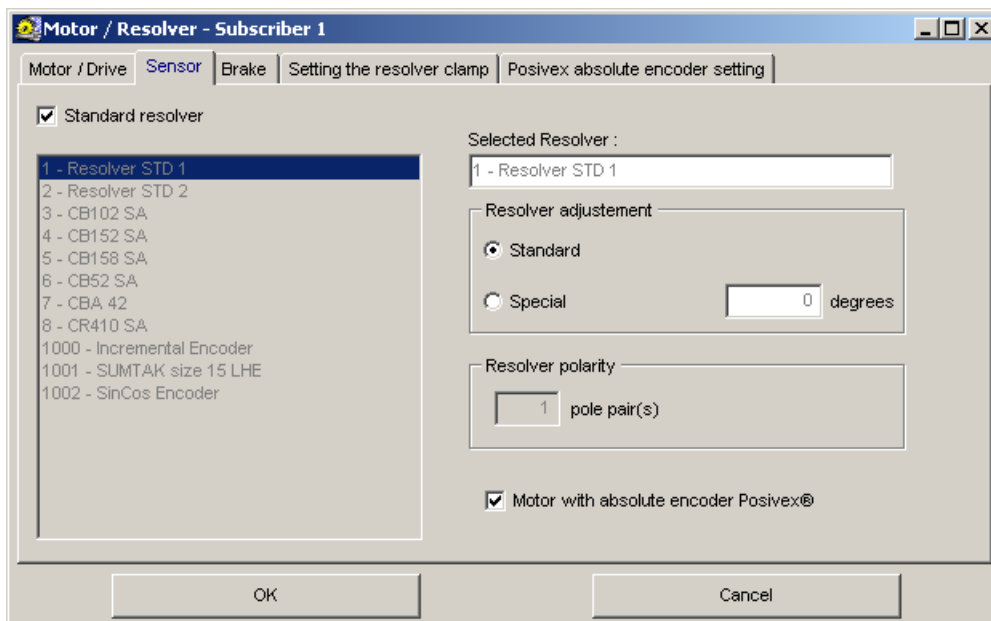 Motor / Resolver - Subscriber 1
Motor / Drive Sensor Brake Setting the resolver clamp Posivex absolute encoder setting
Standard resolver
1 - Resolver STD 1
2 - Resolver STD 2
3 - CB102 SA
4 - CB152 SA
5 - CB158 SA
6 - CB52 SA
7 - CBA 42
8 - CR410 SA
1000 - Incremental Encoder
1001 - SUMTAK size 15 LHE
1002 - SinCos Encoder
Selected Resolver :
1 - Resolver STD 1
Resolver adjustement
Standard
Special 0 degrees
Resolver polarity
1 pole pair(s)
Motor with absolute encoder Posivex®
OK Cancel